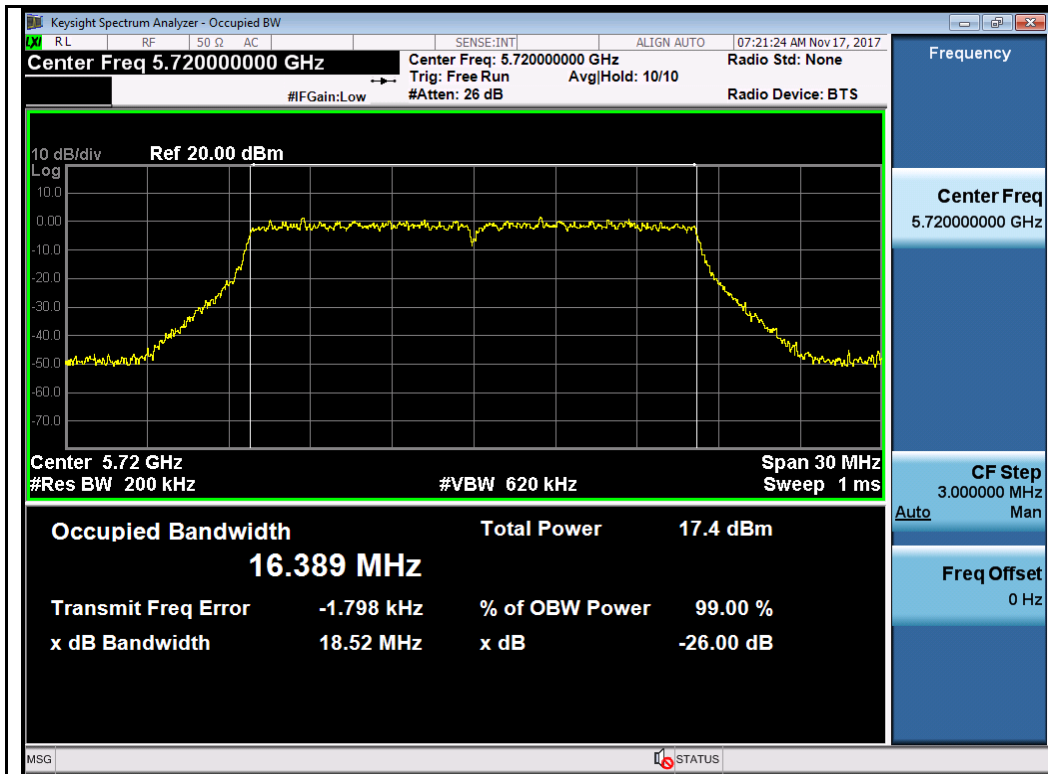 Keysight Spectrum Analyzer - Occupied BW
LXI RL RF 50 Ω AC SENSE:INT ALIGN AUTO 07:21:24 AM Nov 17, 2017
Center Freq 5.720000000 GHz Center Freq: 5.720000000 GHz Radio Std: None
Trig: Free Run Avg|Hold: 10/10
#IFGain:Low #Atten: 26 dB Radio Device: BTS
10 dB/div Ref 20.00 dBm
Log
10.0
0.00
-10.0
-20.0
-30.0
-40.0
-50.0
-60.0
-70.0
Center 5.72 GHz Span 30 MHz
#Res BW 200 kHz #VBW 620 kHz Sweep 1 ms
Occupied Bandwidth Total Power 17.4 dBm
16.389 MHz
Transmit Freq Error -1.798 kHz % of OBW Power 99.00 %
x dB Bandwidth 18.52 MHz x dB -26.00 dB
Frequency
Center Freq
5.720000000 GHz
CF Step
3.000000 MHz
Auto Man
Freq Offset
0 Hz
MSG STATUS